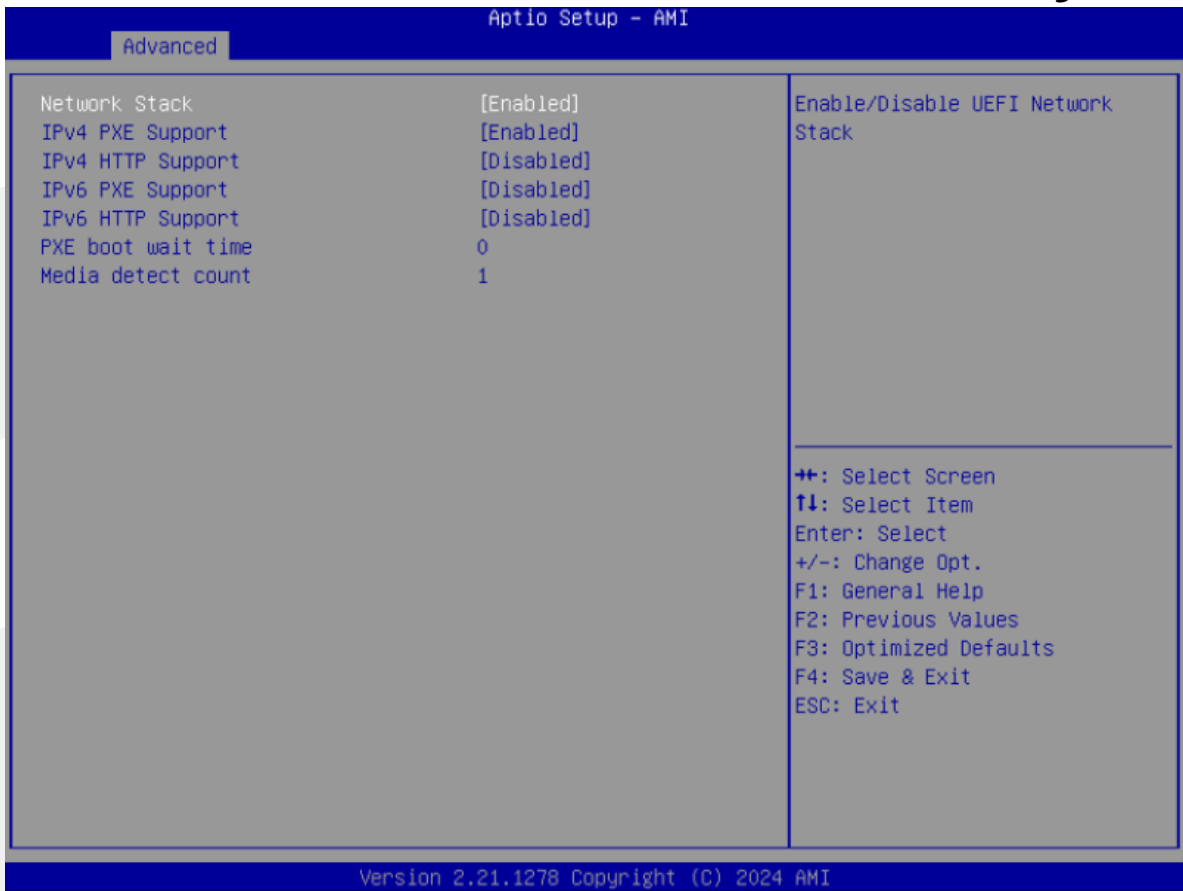 Aptio Setup - AMI
Advanced
Network Stack [Enabled]
IPv4 PXE Support [Enabled]
IPv4 HTTP Support [Disabled]
IPv6 PXE Support [Disabled]
IPv6 HTTP Support [Disabled]
PXE boot wait time 0
Media detect count 1
Enable/Disable UEFI Network
Stack
→←: Select Screen
↑↓: Select Item
Enter: Select
+/-: Change Opt.
F1: General Help
F2: Previous Values
F3: Optimized Defaults
F4: Save & Exit
ESC: Exit
Version 2.21.1278 Copyright (C) 2024 AMI